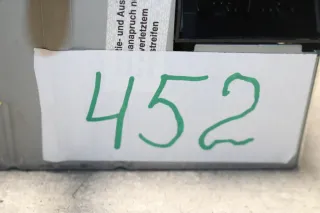 tie- und Aus
anspruch n
verletztem
streifen
452